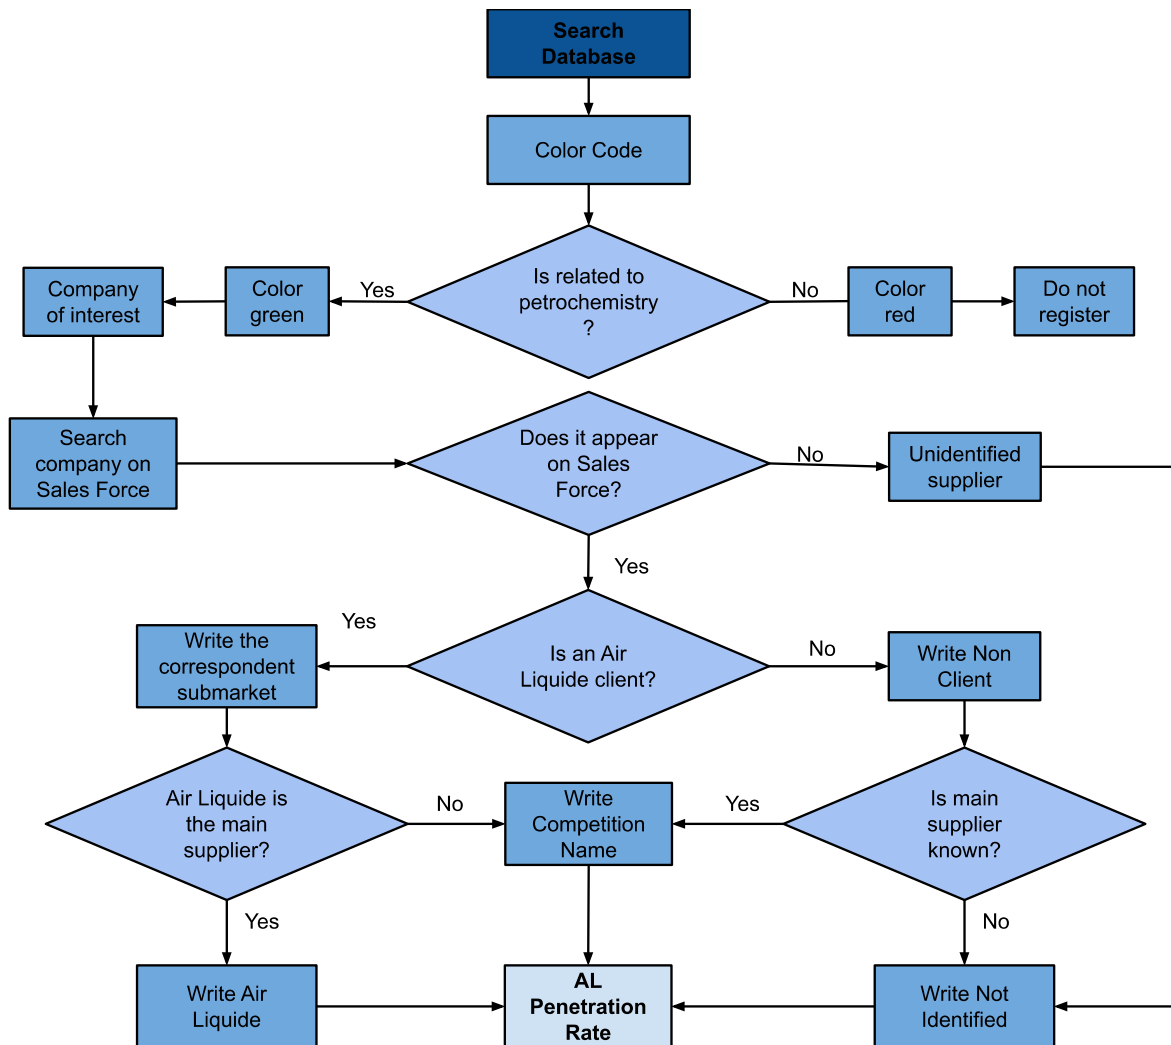 Search
Database
Color Code
Is related to
petrochemistry
?
Yes
No
Company
of interest
Color
green
Color
red
Do not
register
Search
company on
Sales Force
Does it appear
on Sales
Force?
No
Unidentified
supplier
Yes
Write the
correspondent
submarket
Yes
Is an Air
Liquide client?
No
Write Non
Client
Air Liquide is
the main
supplier?
No
Write
Competition
Name
Yes
Is main
supplier
known?
Yes
No
Write Air
Liquide
AL
Penetration
Rate
Write Not
Identified